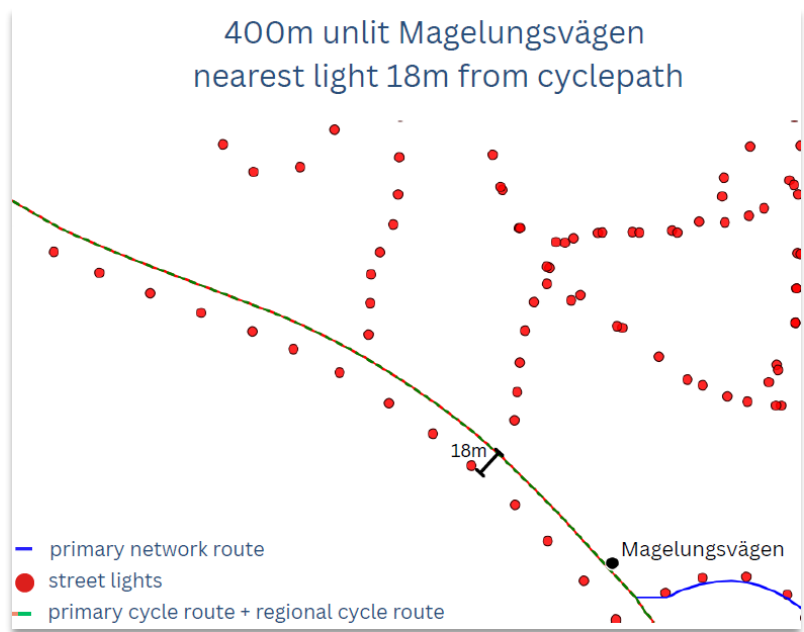 400m unlit Magelungsvägen
nearest light 18m from cyclepath
18m
Magelungsvägen
primary network route
street lights
primary cycle route + regional cycle route